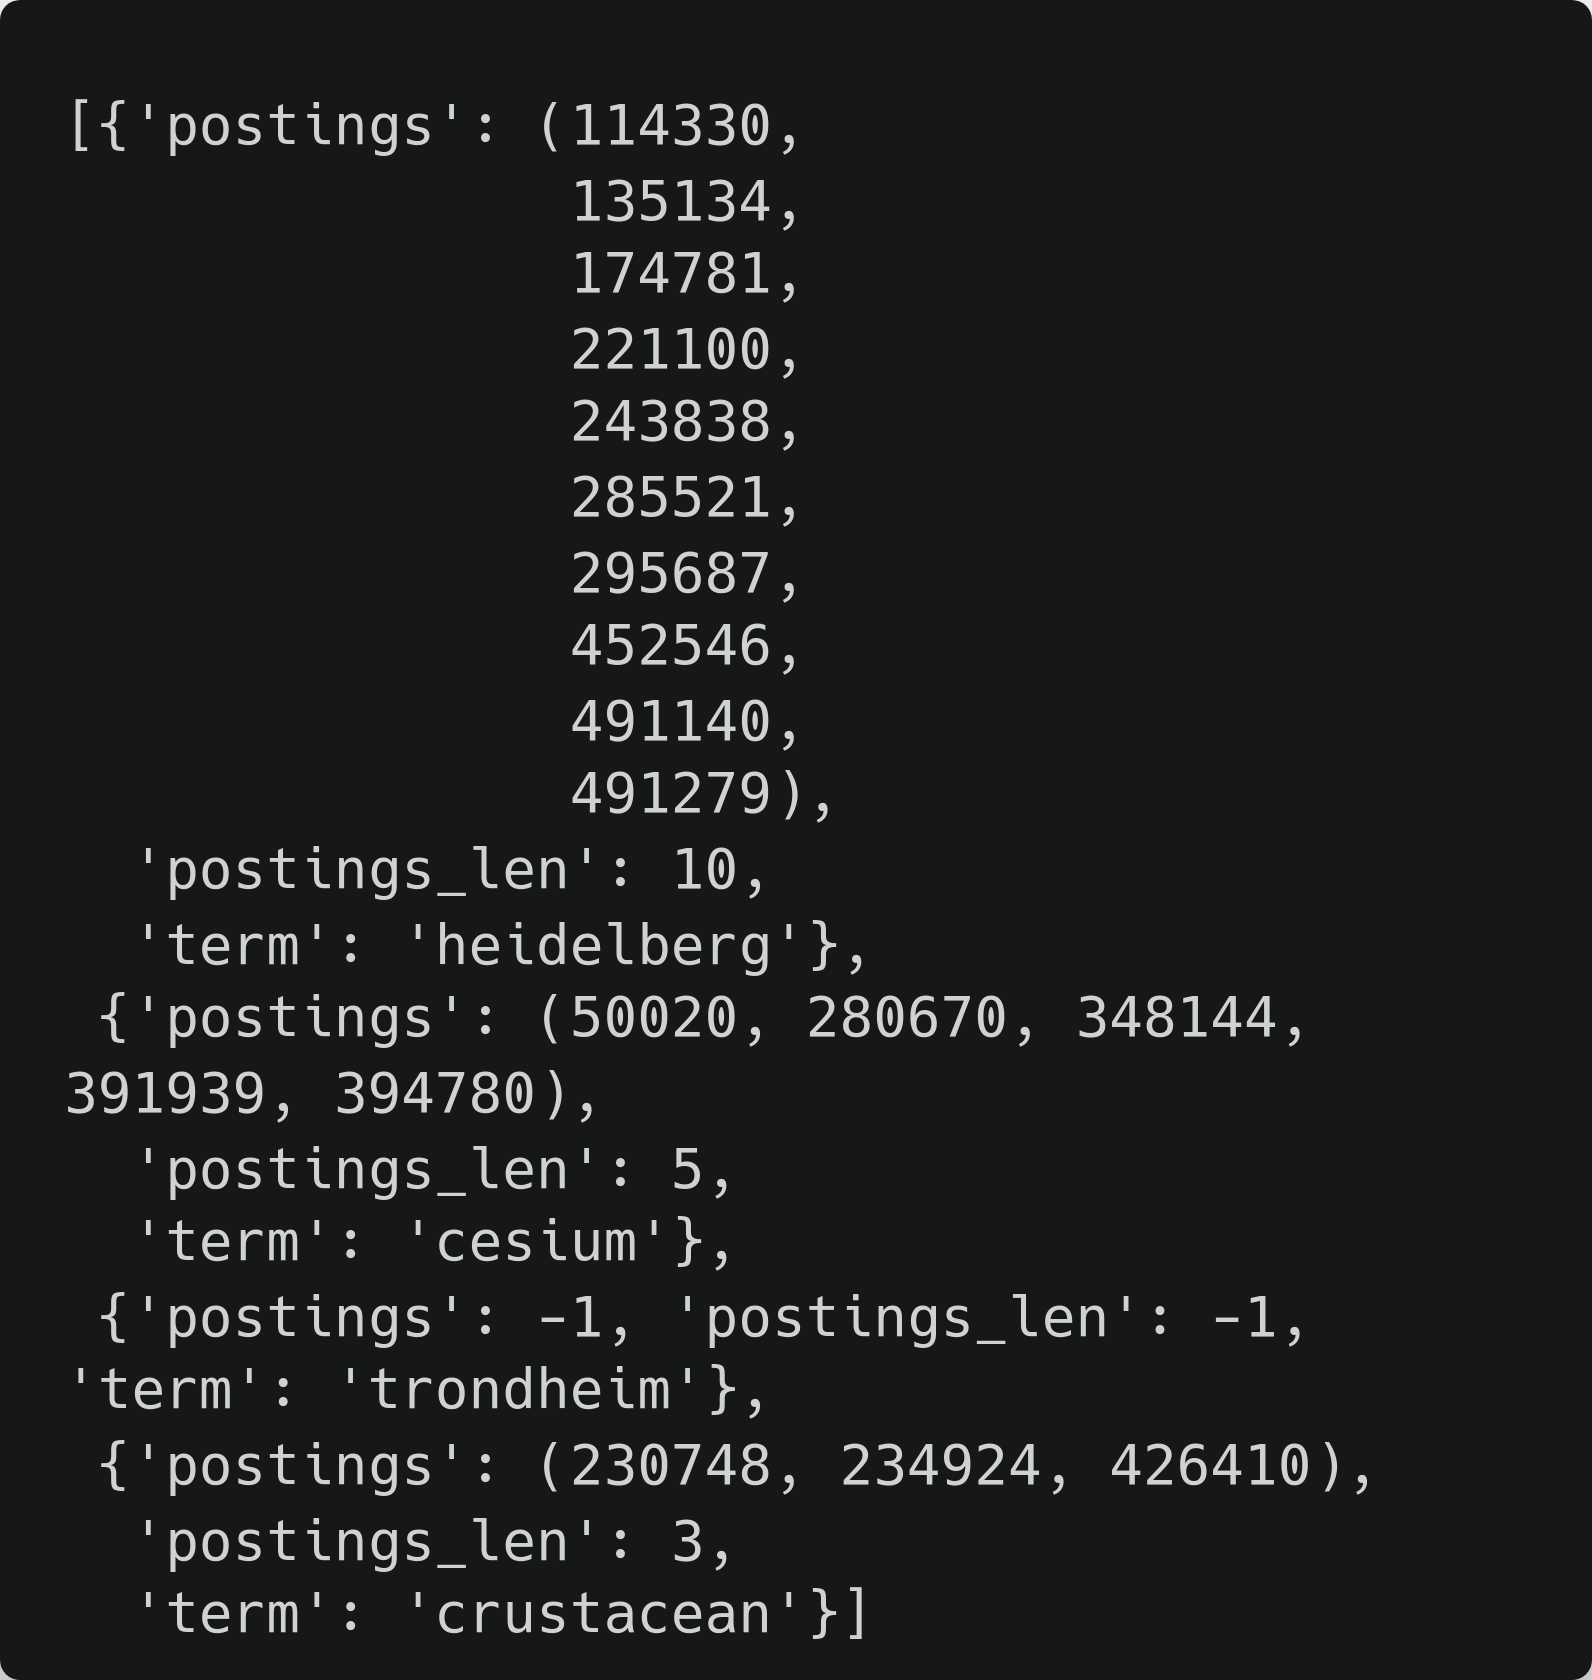 [{'postings': (114330,
               135134,
               174781,
               221100,
               243838,
               285521,
               295687,
               452546,
               491140,
               491279),
  'postings_len': 10,
  'term': 'heidelberg'},
 {'postings': (50020, 280670, 348144,
391939, 394780),
  'postings_len': 5,
  'term': 'cesium'},
 {'postings': -1, 'postings_len': -1,
'term': 'trondheim'},
 {'postings': (230748, 234924, 426410),
  'postings_len': 3,
  'term': 'crustacean'}]